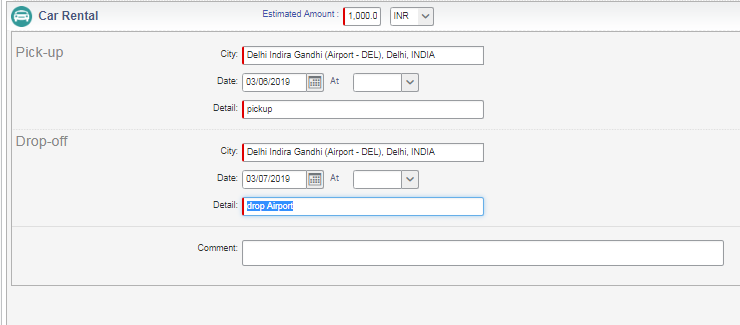 Car Rental Estimated Amount : 1,000.0 INR
Pick-up
City: Delhi Indira Gandhi (Airport - DEL), Delhi, INDIA
Date: 03/06/2019 At
Detail: pickup
Drop-off
City: Delhi Indira Gandhi (Airport - DEL), Delhi, INDIA
Date: 03/07/2019 At
Detail: drop Airport
Comment: